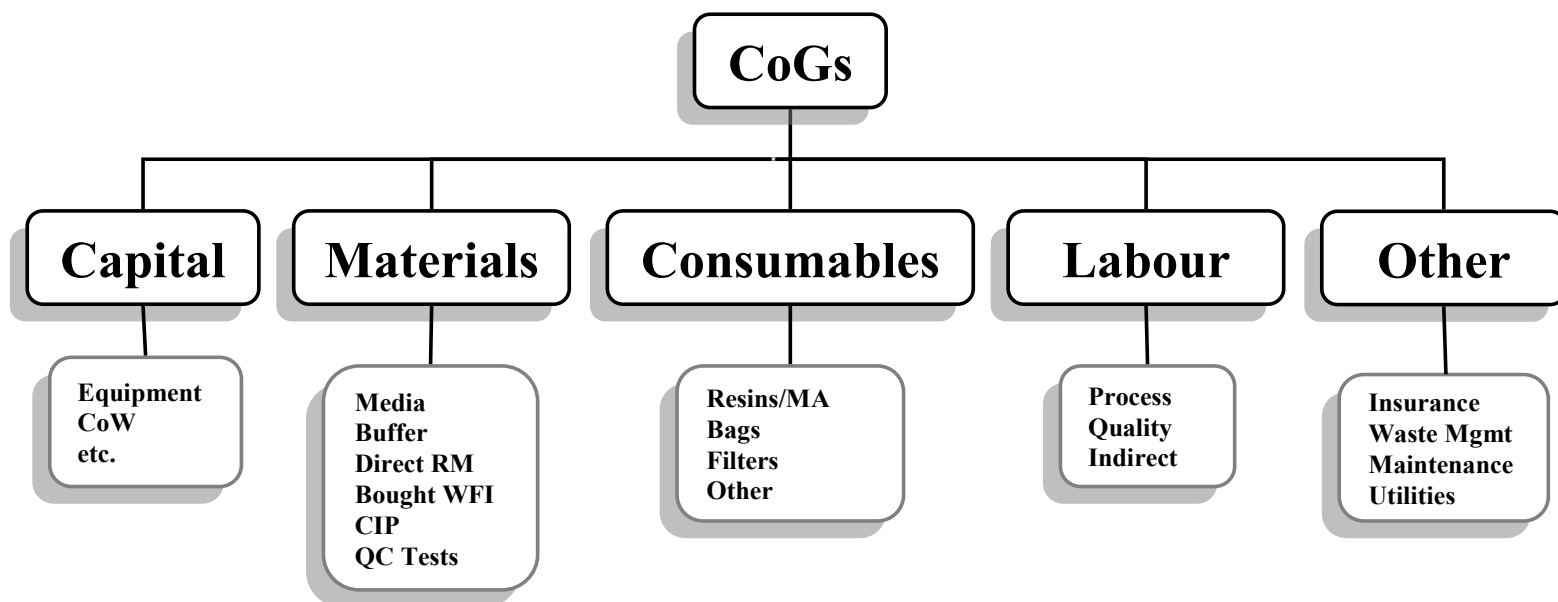 CoGs
Capital
Materials
Consumables
Labour
Other
Equipment
CoW
etc.
Media
Buffer
Direct RM
Bought WFI
CIP
QC Tests
Resins/MA
Bags
Filters
Other
Process
Quality
Indirect
Insurance
Waste Mgmt
Maintenance
Utilities